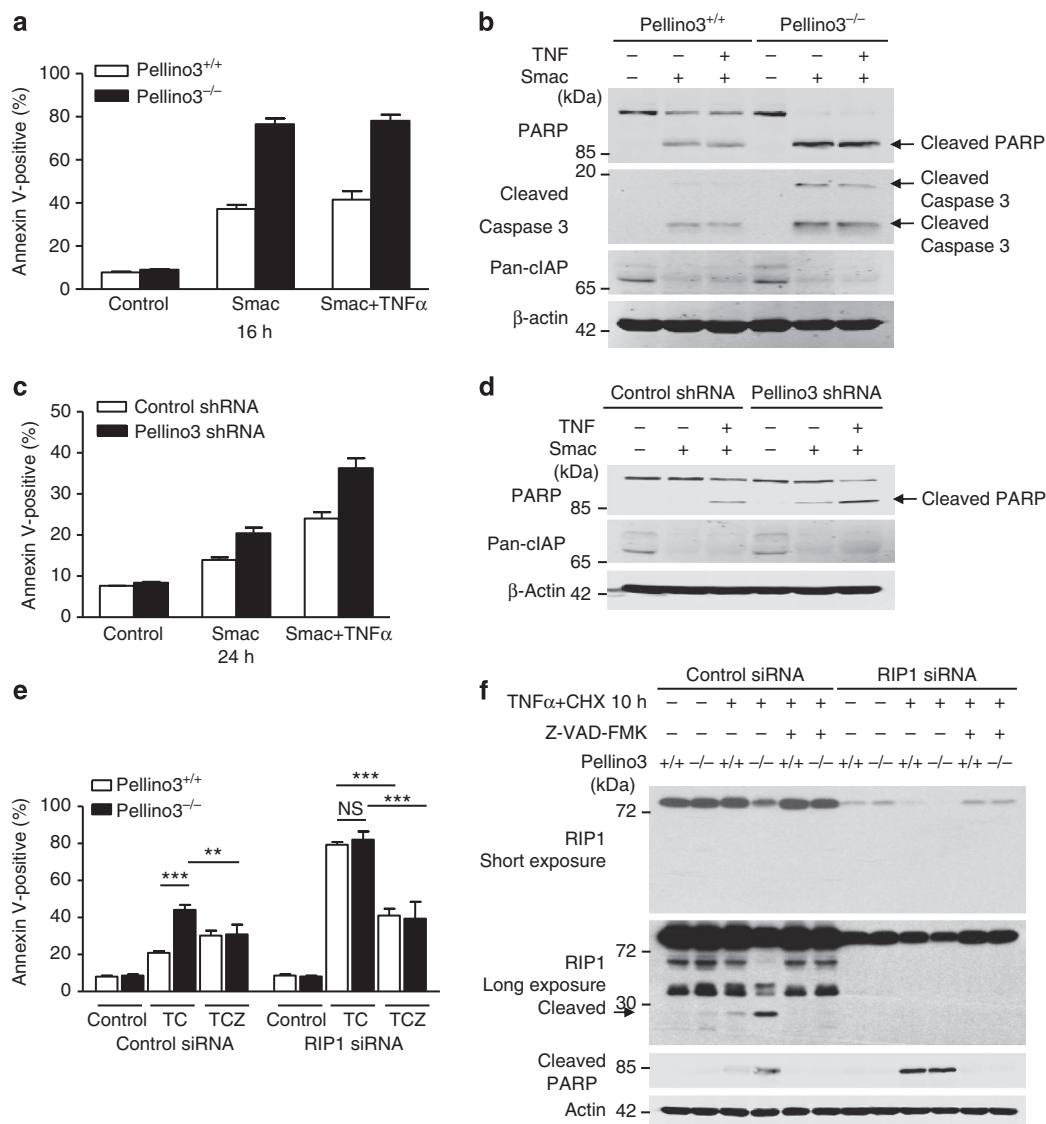 a
Annexin V-positive (%)
100
80
60
40
20
0
Pellino3+/+
Pellino3–/–
Control Smac Smac+TNFα
16 h
b
Pellino3+/+ Pellino3–/–
TNF – – + – – +
Smac – + + – + +
(kDa)
PARP
85
Cleaved PARP
20
Cleaved
Caspase 3
Cleaved
Caspase 3
Cleaved
Caspase 3
Pan-cIAP
65
β-actin
42
c
Annexin V-positive (%)
50
40
30
20
10
0
Control shRNA
Pellino3 shRNA
Control Smac Smac+TNFα
24 h
d
Control shRNA Pellino3 shRNA
TNF – – + – – +
Smac – + + – + +
(kDa)
PARP
85
Cleaved PARP
Pan-cIAP
65
β-Actin 42
e
Annexin V-positive (%)
100
80
60
40
20
0
Pellino3+/+
Pellino3–/–
***
**
***
NS
***
Control TC TCZ Control TC TCZ
Control siRNA RIP1 siRNA
f
Control siRNA RIP1 siRNA
TNFα+CHX 10 h – – + + + + – – + + + +
Z-VAD-FMK + + + +
Pellino3 +/+ –/– +/+ –/– +/+ –/– +/+ –/– +/+ –/– +/+ –/–
(kDa)
72
RIP1
Short exposure
72
RIP1
Long exposure
30
Cleaved
Cleaved
PARP
85
Actin 42